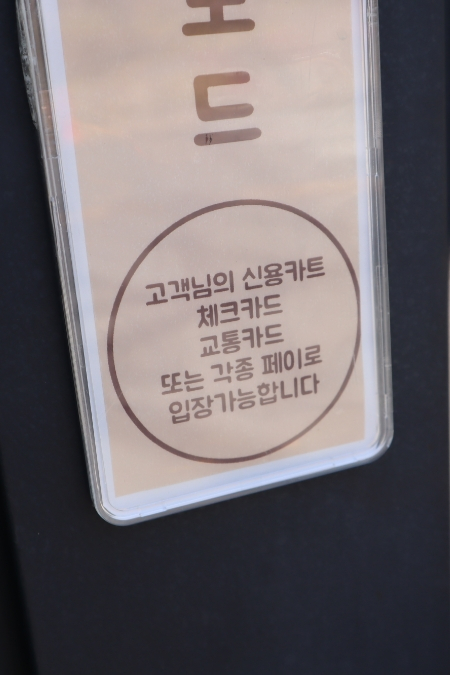 드
고객님의 신용카트
체크카드
교통카드
또는 각종 페이로
입장가능합니다